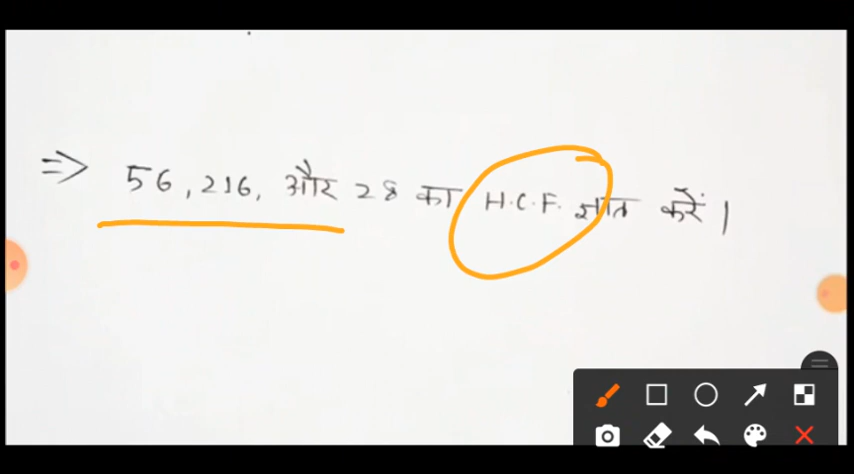 => 56, 216, और 28 का H.C.F. ज्ञात करें |